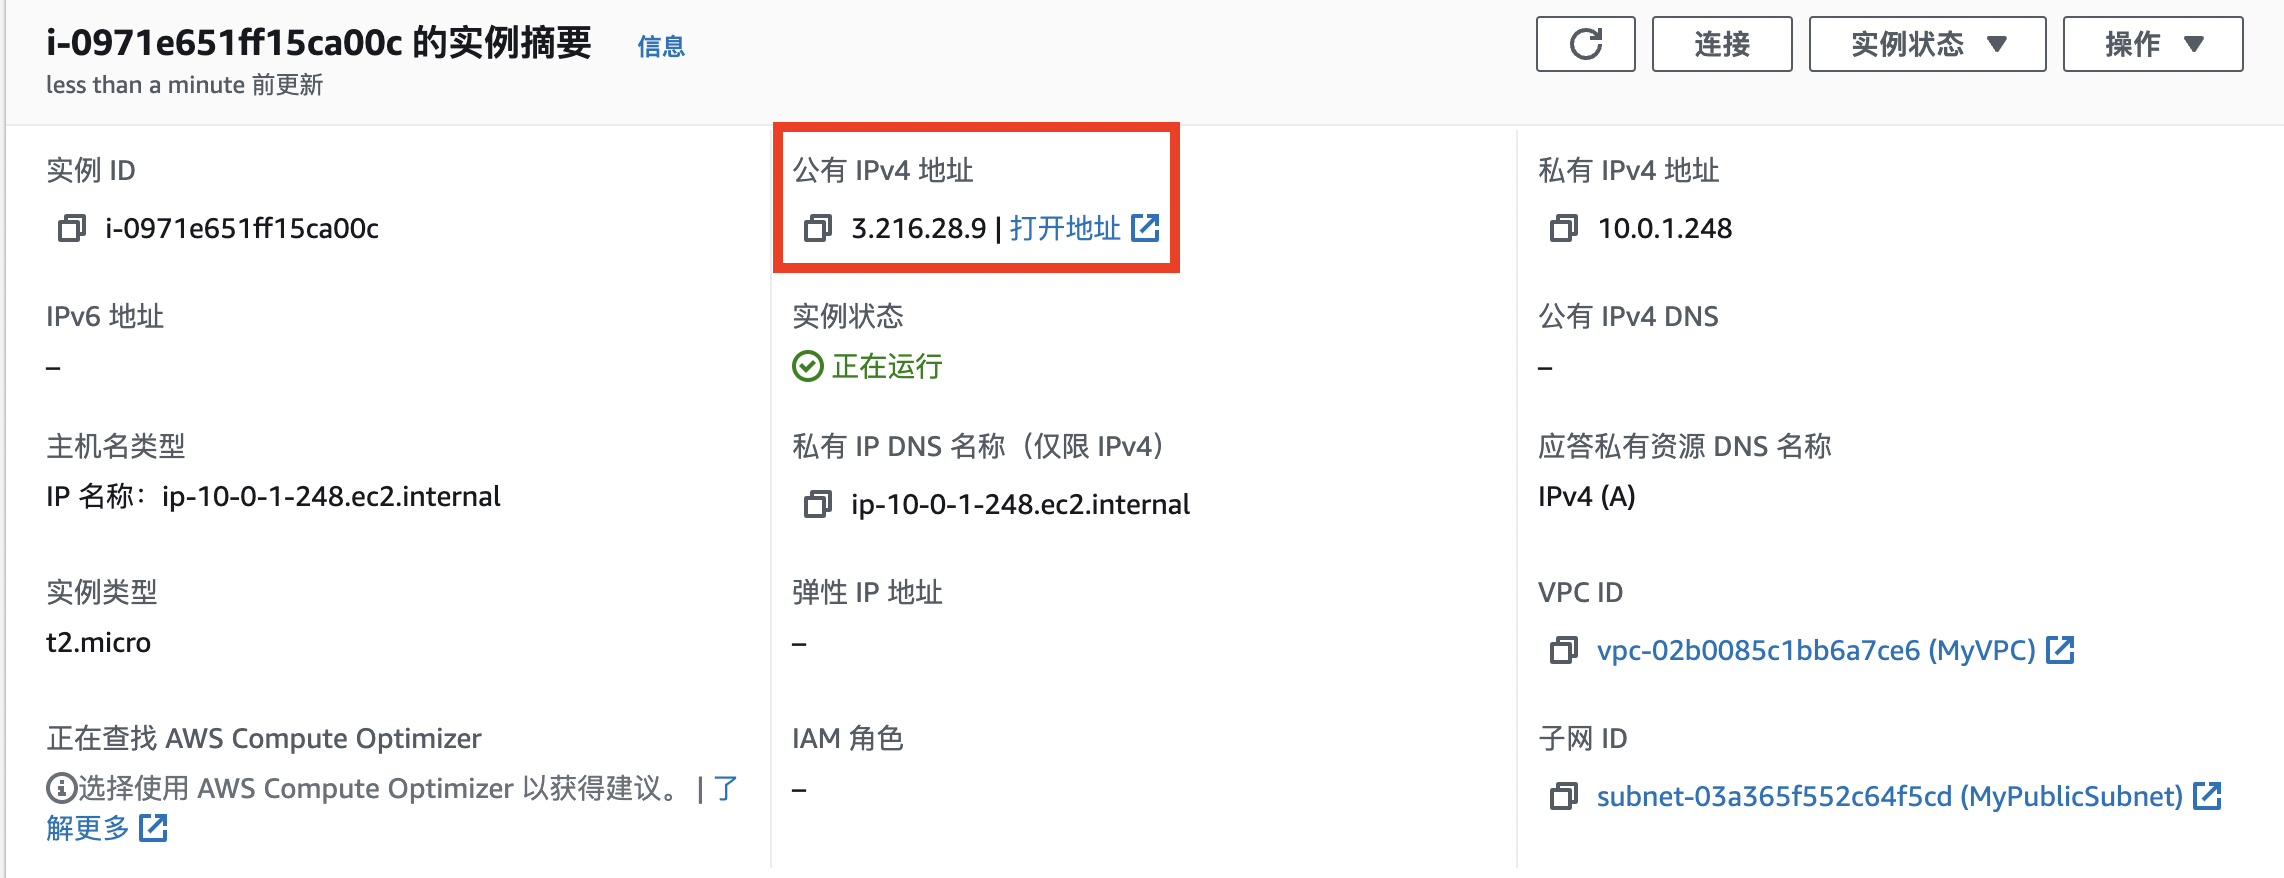 i-0971e651ff15ca00c 的实例摘要 信息
less than a minute 前更新
连接
实例状态
操作
实例 ID
i-0971e651ff15ca00c
公有 IPv4 地址
3.216.28.9 | 打开地址
私有 IPv4 地址
10.0.1.248
IPv6 地址
–
实例状态
正在运行
公有 IPv4 DNS
–
主机名类型
IP 名称：ip-10-0-1-248.ec2.internal
私有 IP DNS 名称（仅限 IPv4）
ip-10-0-1-248.ec2.internal
应答私有资源 DNS 名称
IPv4 (A)
实例类型
t2.micro
弹性 IP 地址
–
VPC ID
vpc-02b0085c1bb6a7ce6 (MyVPC)
正在查找 AWS Compute Optimizer
选择使用 AWS Compute Optimizer 以获得建议。 | 了
解更多
IAM 角色
–
子网 ID
subnet-03a365f552c64f5cd (MyPublicSubnet)